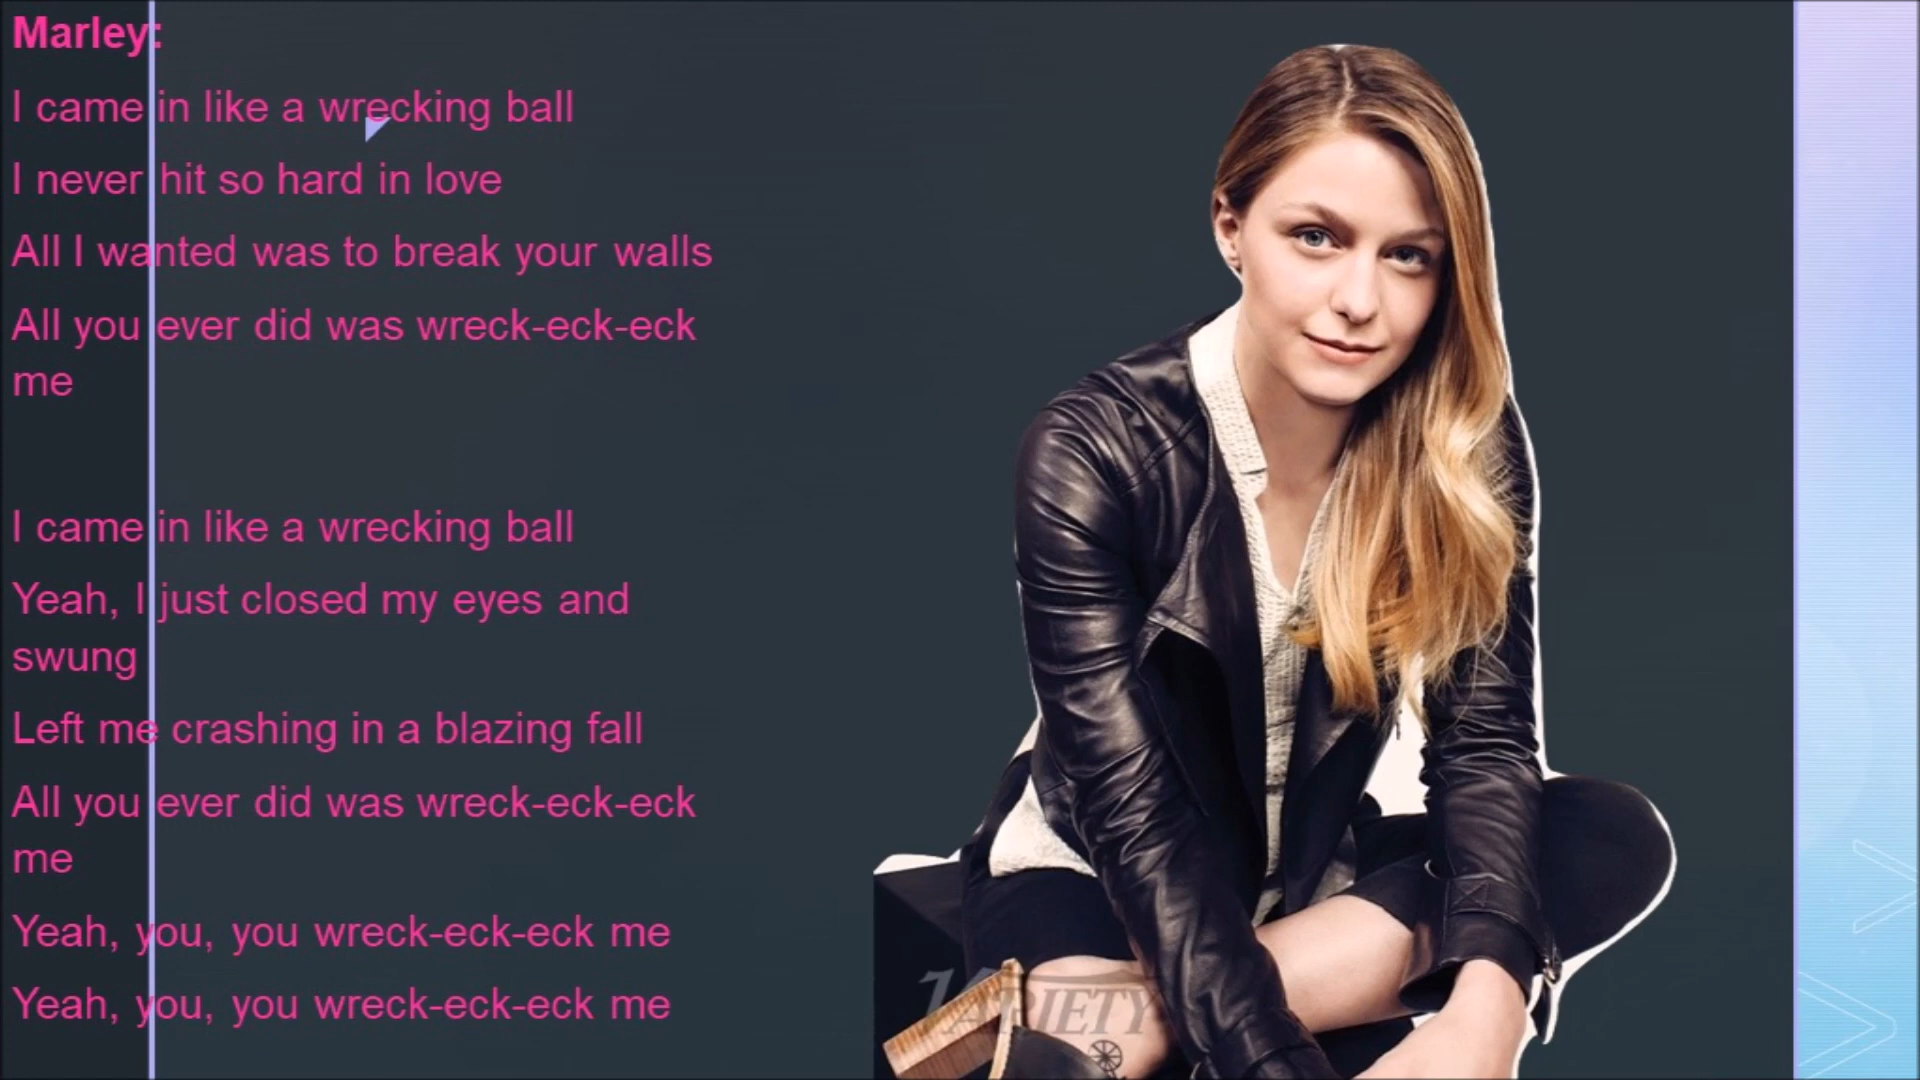 Marley:
I came in like a wrecking ball
I never hit so hard in love
All I wanted was to break your walls
All you ever did was wreck-eck-eck
me
I came in like a wrecking ball
Yeah, I just closed my eyes and
swung
Left me crashing in a blazing fall
All you ever did was wreck-eck-eck
me
Yeah, you, you wreck-eck-eck me
Yeah, you, you wreck-eck-eck me
VARIETY